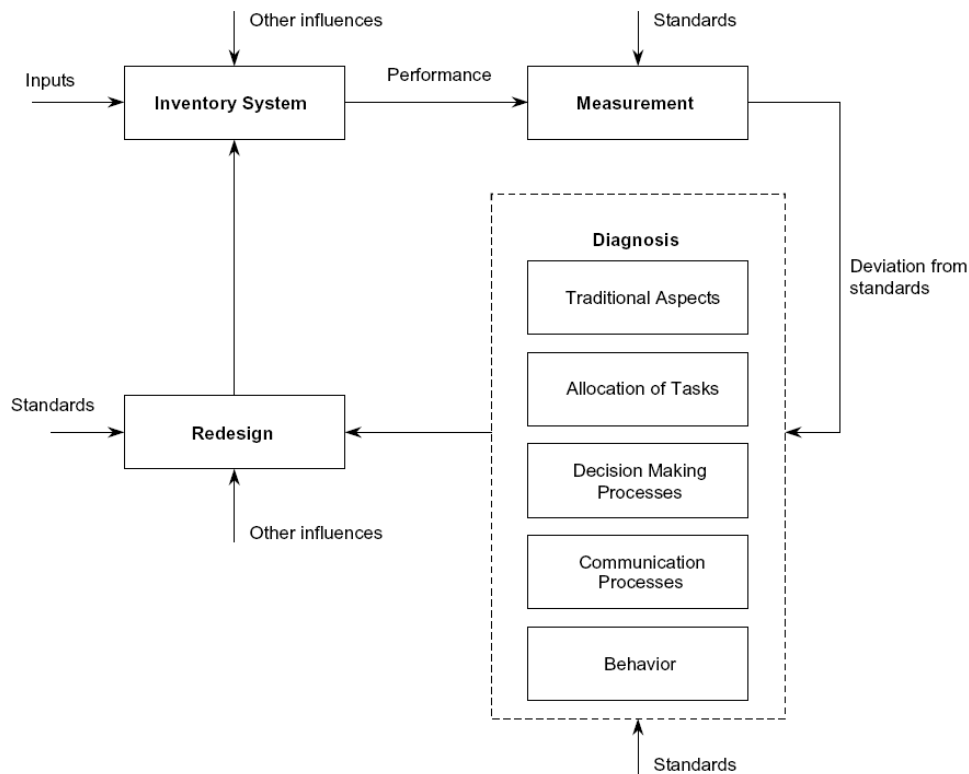 Other influences
Standards
Inputs
Performance
Inventory System
Measurement
Diagnosis
Traditional Aspects
Deviation from
standards
Allocation of Tasks
Standards
Redesign
Decision Making
Processes
Other influences
Communication
Processes
Behavior
Standards